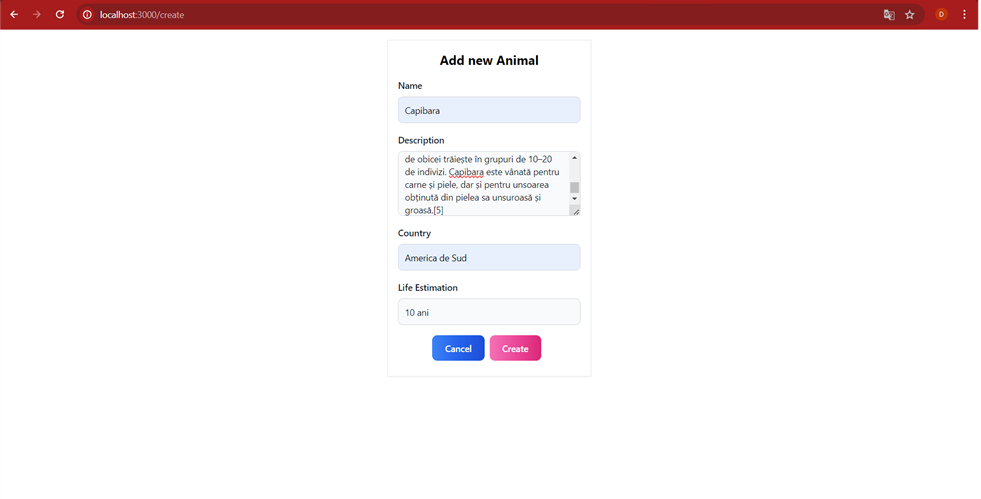 localhost:3000/create
D
Add new Animal
Name
Capibara
Description
de obicei trăiește în grupuri de 10–20
de indivizi. Capibara este vânată pentru
carne și piele, dar și pentru unsoarea
obținută din pielea sa unsuroasă și
groasă.[5]
Country
America de Sud
Life Estimation
10 ani
Cancel
Create